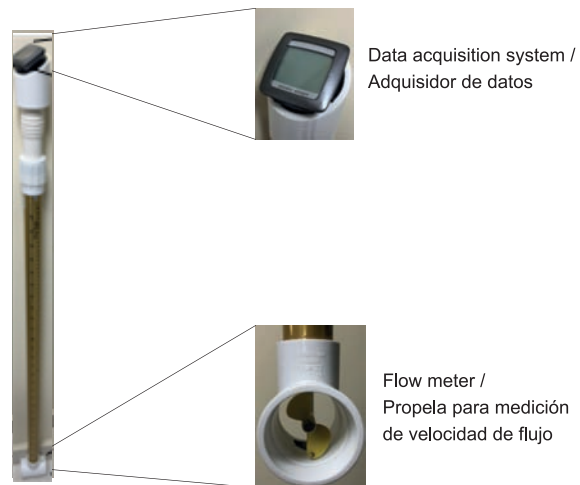 Data acquisition system /
Adquisidor de datos
Flow meter /
Propela para medición
de velocidad de flujo